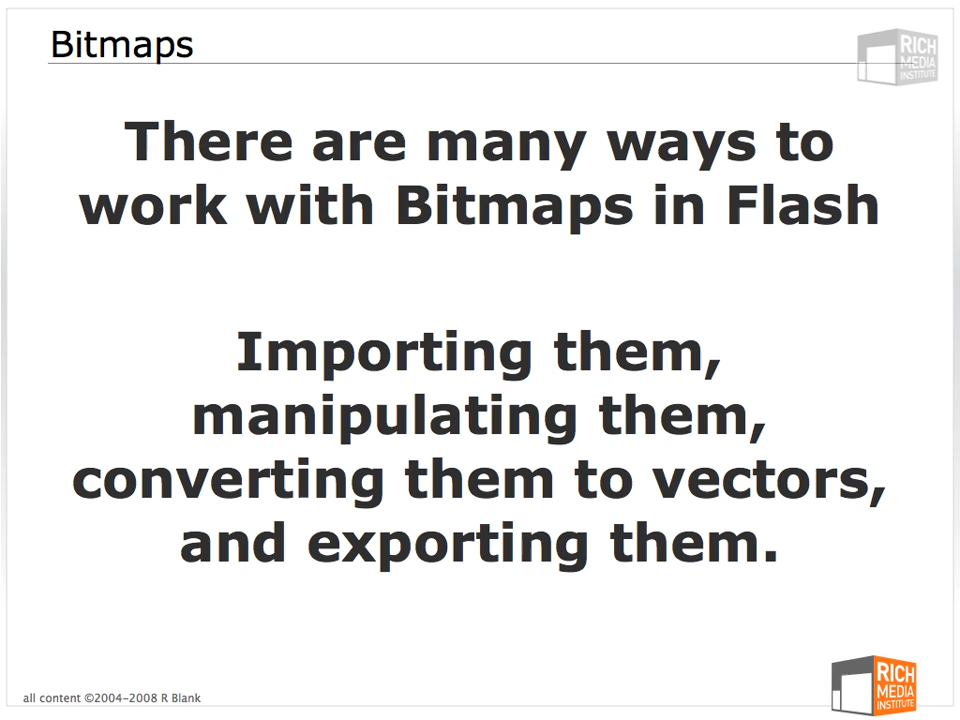 Bitmaps
RICH
MEDIA
INSTITUTE
There are many ways to
work with Bitmaps in Flash
Importing them,
manipulating them,
converting them to vectors,
and exporting them.
all content ©2004-2008 R Blank
RICH
MEDIA
INSTITUTE